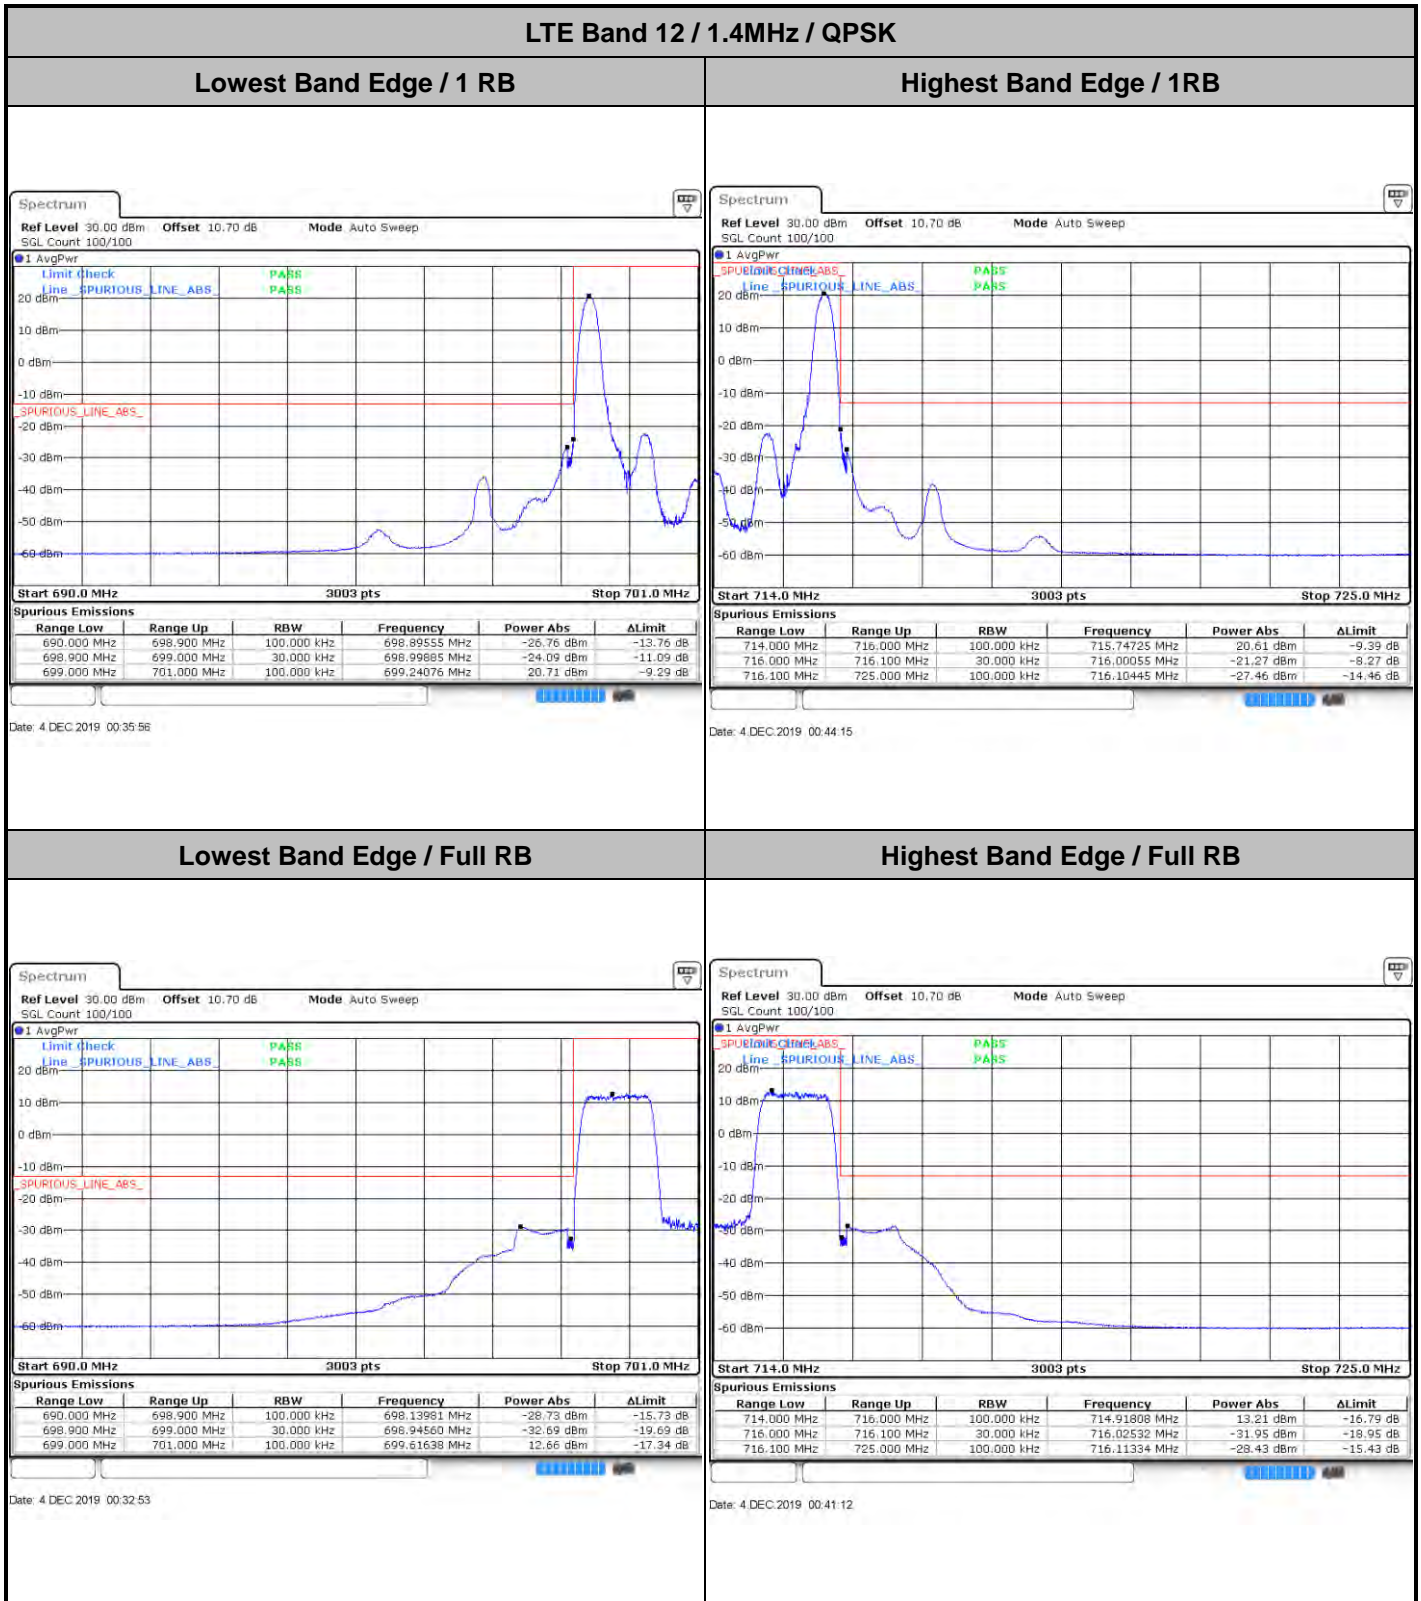 LTE Band 12 / 1.4MHz / QPSK
Lowest Band Edge / 1 RB
Highest Band Edge / 1RB
Spectrum
Ref Level 30.00 dBm Offset 10.70 dB Mode Auto Sweep
SGL Count 100/100
1 AvgPwr
Limit Check PASS
Line _SPURIOUS_LINE_ABS_ PASS
20 dBm
10 dBm
0 dBm
-10 dBm
_SPURIOUS_LINE_ABS_
-20 dBm
-30 dBm
-40 dBm
-50 dBm
-60 dBm
Start 690.0 MHz 3003 pts Stop 701.0 MHz
Spurious Emissions
Range Low Range Up RBW Frequency Power Abs ΔLimit
690.000 MHz 698.900 MHz 100.000 kHz 698.89555 MHz -26.76 dBm -13.76 dB
698.900 MHz 699.000 MHz 30.000 kHz 698.99885 MHz -24.09 dBm -11.09 dB
699.000 MHz 701.000 MHz 100.000 kHz 699.24076 MHz 20.71 dBm -9.29 dB
Date: 4.DEC.2019 00:35:56
Spectrum
Ref Level 30.00 dBm Offset 10.70 dB Mode Auto Sweep
SGL Count 100/100
1 AvgPwr
_SPURIOUS_LINE_ABS_
Limit Check PASS
Line _SPURIOUS_LINE_ABS_ PASS
20 dBm
10 dBm
0 dBm
-10 dBm
-20 dBm
-30 dBm
-40 dBm
-50 dBm
-60 dBm
Start 714.0 MHz 3003 pts Stop 725.0 MHz
Spurious Emissions
Range Low Range Up RBW Frequency Power Abs ΔLimit
714.000 MHz 716.000 MHz 100.000 kHz 715.74725 MHz 20.61 dBm -9.39 dB
716.000 MHz 716.100 MHz 30.000 kHz 716.00055 MHz -21.27 dBm -8.27 dB
716.100 MHz 725.000 MHz 100.000 kHz 716.10445 MHz -27.46 dBm -14.46 dB
Date: 4.DEC.2019 00:44:15
Lowest Band Edge / Full RB
Highest Band Edge / Full RB
Spectrum
Ref Level 30.00 dBm Offset 10.70 dB Mode Auto Sweep
SGL Count 100/100
1 AvgPwr
Limit Check PASS
Line _SPURIOUS_LINE_ABS_ PASS
20 dBm
10 dBm
0 dBm
-10 dBm
_SPURIOUS_LINE_ABS_
-20 dBm
-30 dBm
-40 dBm
-50 dBm
-60 dBm
Start 690.0 MHz 3003 pts Stop 701.0 MHz
Spurious Emissions
Range Low Range Up RBW Frequency Power Abs ΔLimit
690.000 MHz 698.900 MHz 100.000 kHz 698.13981 MHz -28.73 dBm -15.73 dB
698.900 MHz 699.000 MHz 30.000 kHz 698.94560 MHz -32.69 dBm -19.69 dB
699.000 MHz 701.000 MHz 100.000 kHz 699.61638 MHz 12.66 dBm -17.34 dB
Date: 4.DEC.2019 00:32:53
Spectrum
Ref Level 30.00 dBm Offset 10.70 dB Mode Auto Sweep
SGL Count 100/100
1 AvgPwr
_SPURIOUS_LINE_ABS_
Limit Check PASS
Line _SPURIOUS_LINE_ABS_ PASS
20 dBm
10 dBm
0 dBm
-10 dBm
-20 dBm
-30 dBm
-40 dBm
-50 dBm
-60 dBm
Start 714.0 MHz 3003 pts Stop 725.0 MHz
Spurious Emissions
Range Low Range Up RBW Frequency Power Abs ΔLimit
714.000 MHz 716.000 MHz 100.000 kHz 714.91808 MHz 13.21 dBm -16.79 dB
716.000 MHz 716.100 MHz 30.000 kHz 716.02532 MHz -31.95 dBm -18.95 dB
716.100 MHz 725.000 MHz 100.000 kHz 716.11334 MHz -28.43 dBm -15.43 dB
Date: 4.DEC.2019 00:41:12